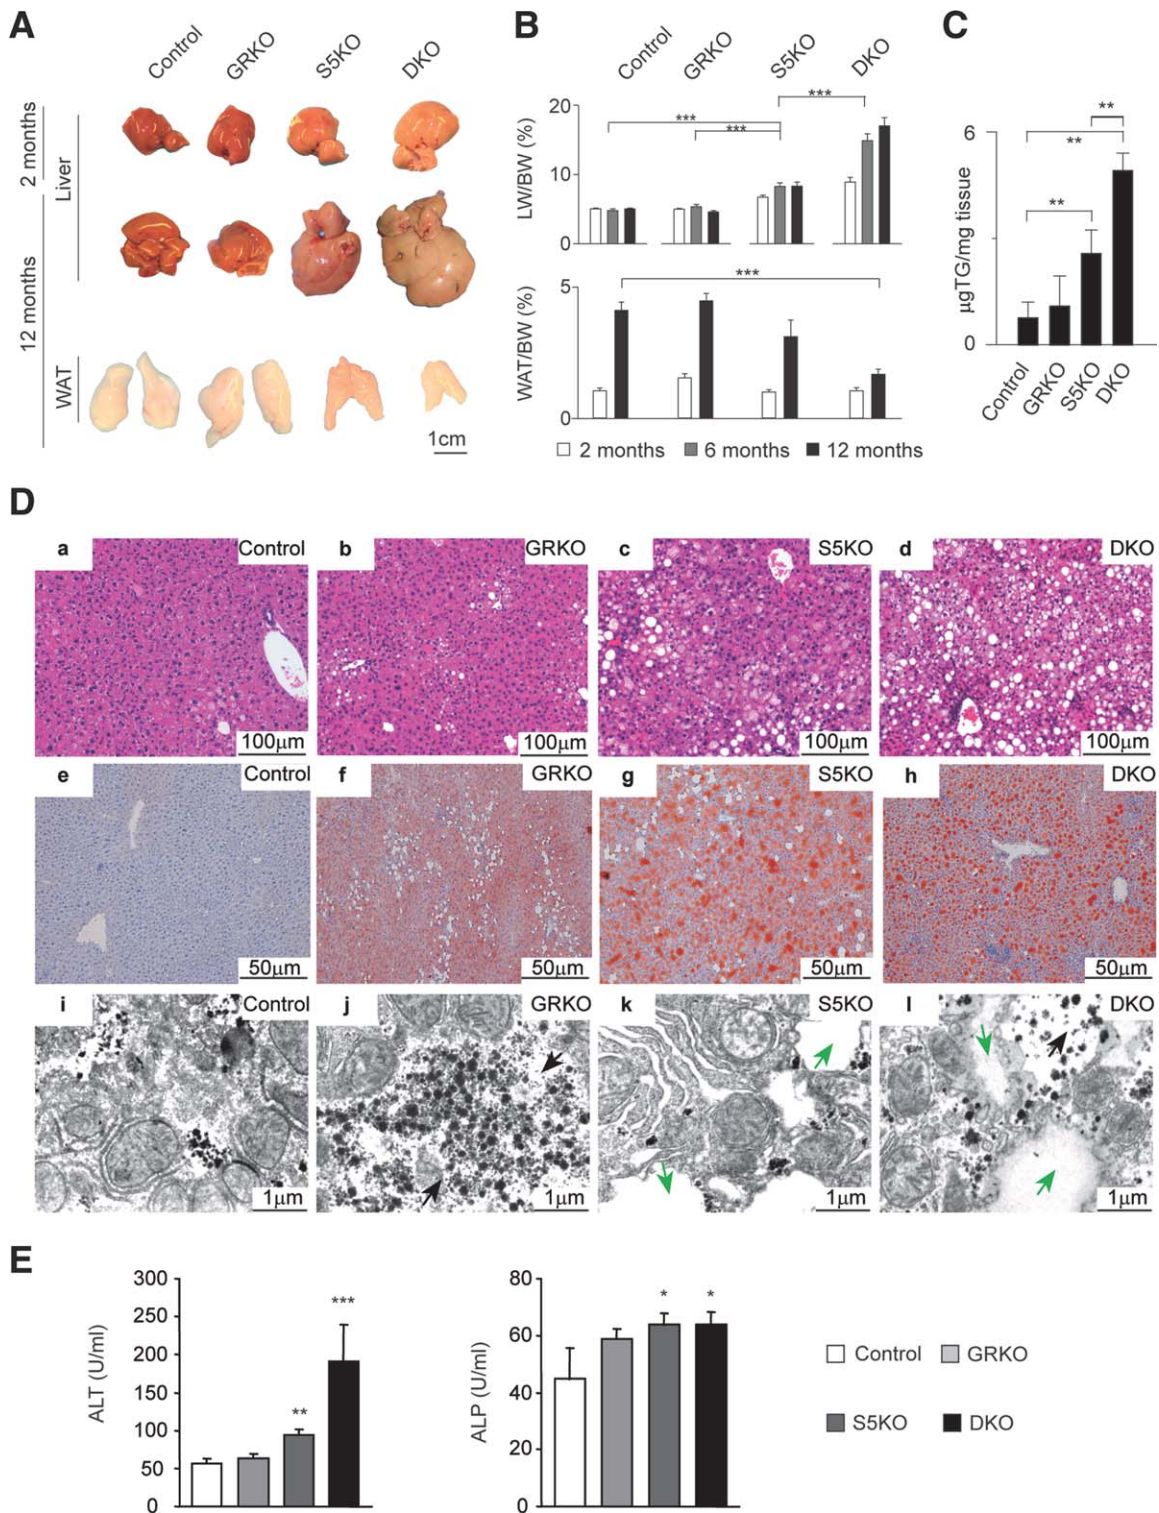 A
Control
GRKO
S5KO
DKO
2 months
12 months
Liver
WAT
1cm
B
Control
GRKO
S5KO
DKO
LW/BW (%)
20
10
0
***
***
***
WAT/BW (%)
5
0
***
2 months
6 months
12 months
C
µgTG/mg tissue
6
0
**
**
**
Control
GRKO
S5KO
DKO
D
a Control 100µm
b GRKO 100µm
c S5KO 100µm
d DKO 100µm
e Control 50µm
f GRKO 50µm
g S5KO 50µm
h DKO 50µm
i Control 1µm
j GRKO 1µm
k S5KO 1µm
l DKO 1µm
E
ALT (U/ml)
300
250
200
150
100
50
0
**
***
ALP (U/ml)
80
60
40
20
0
*
*
Control
GRKO
S5KO
DKO